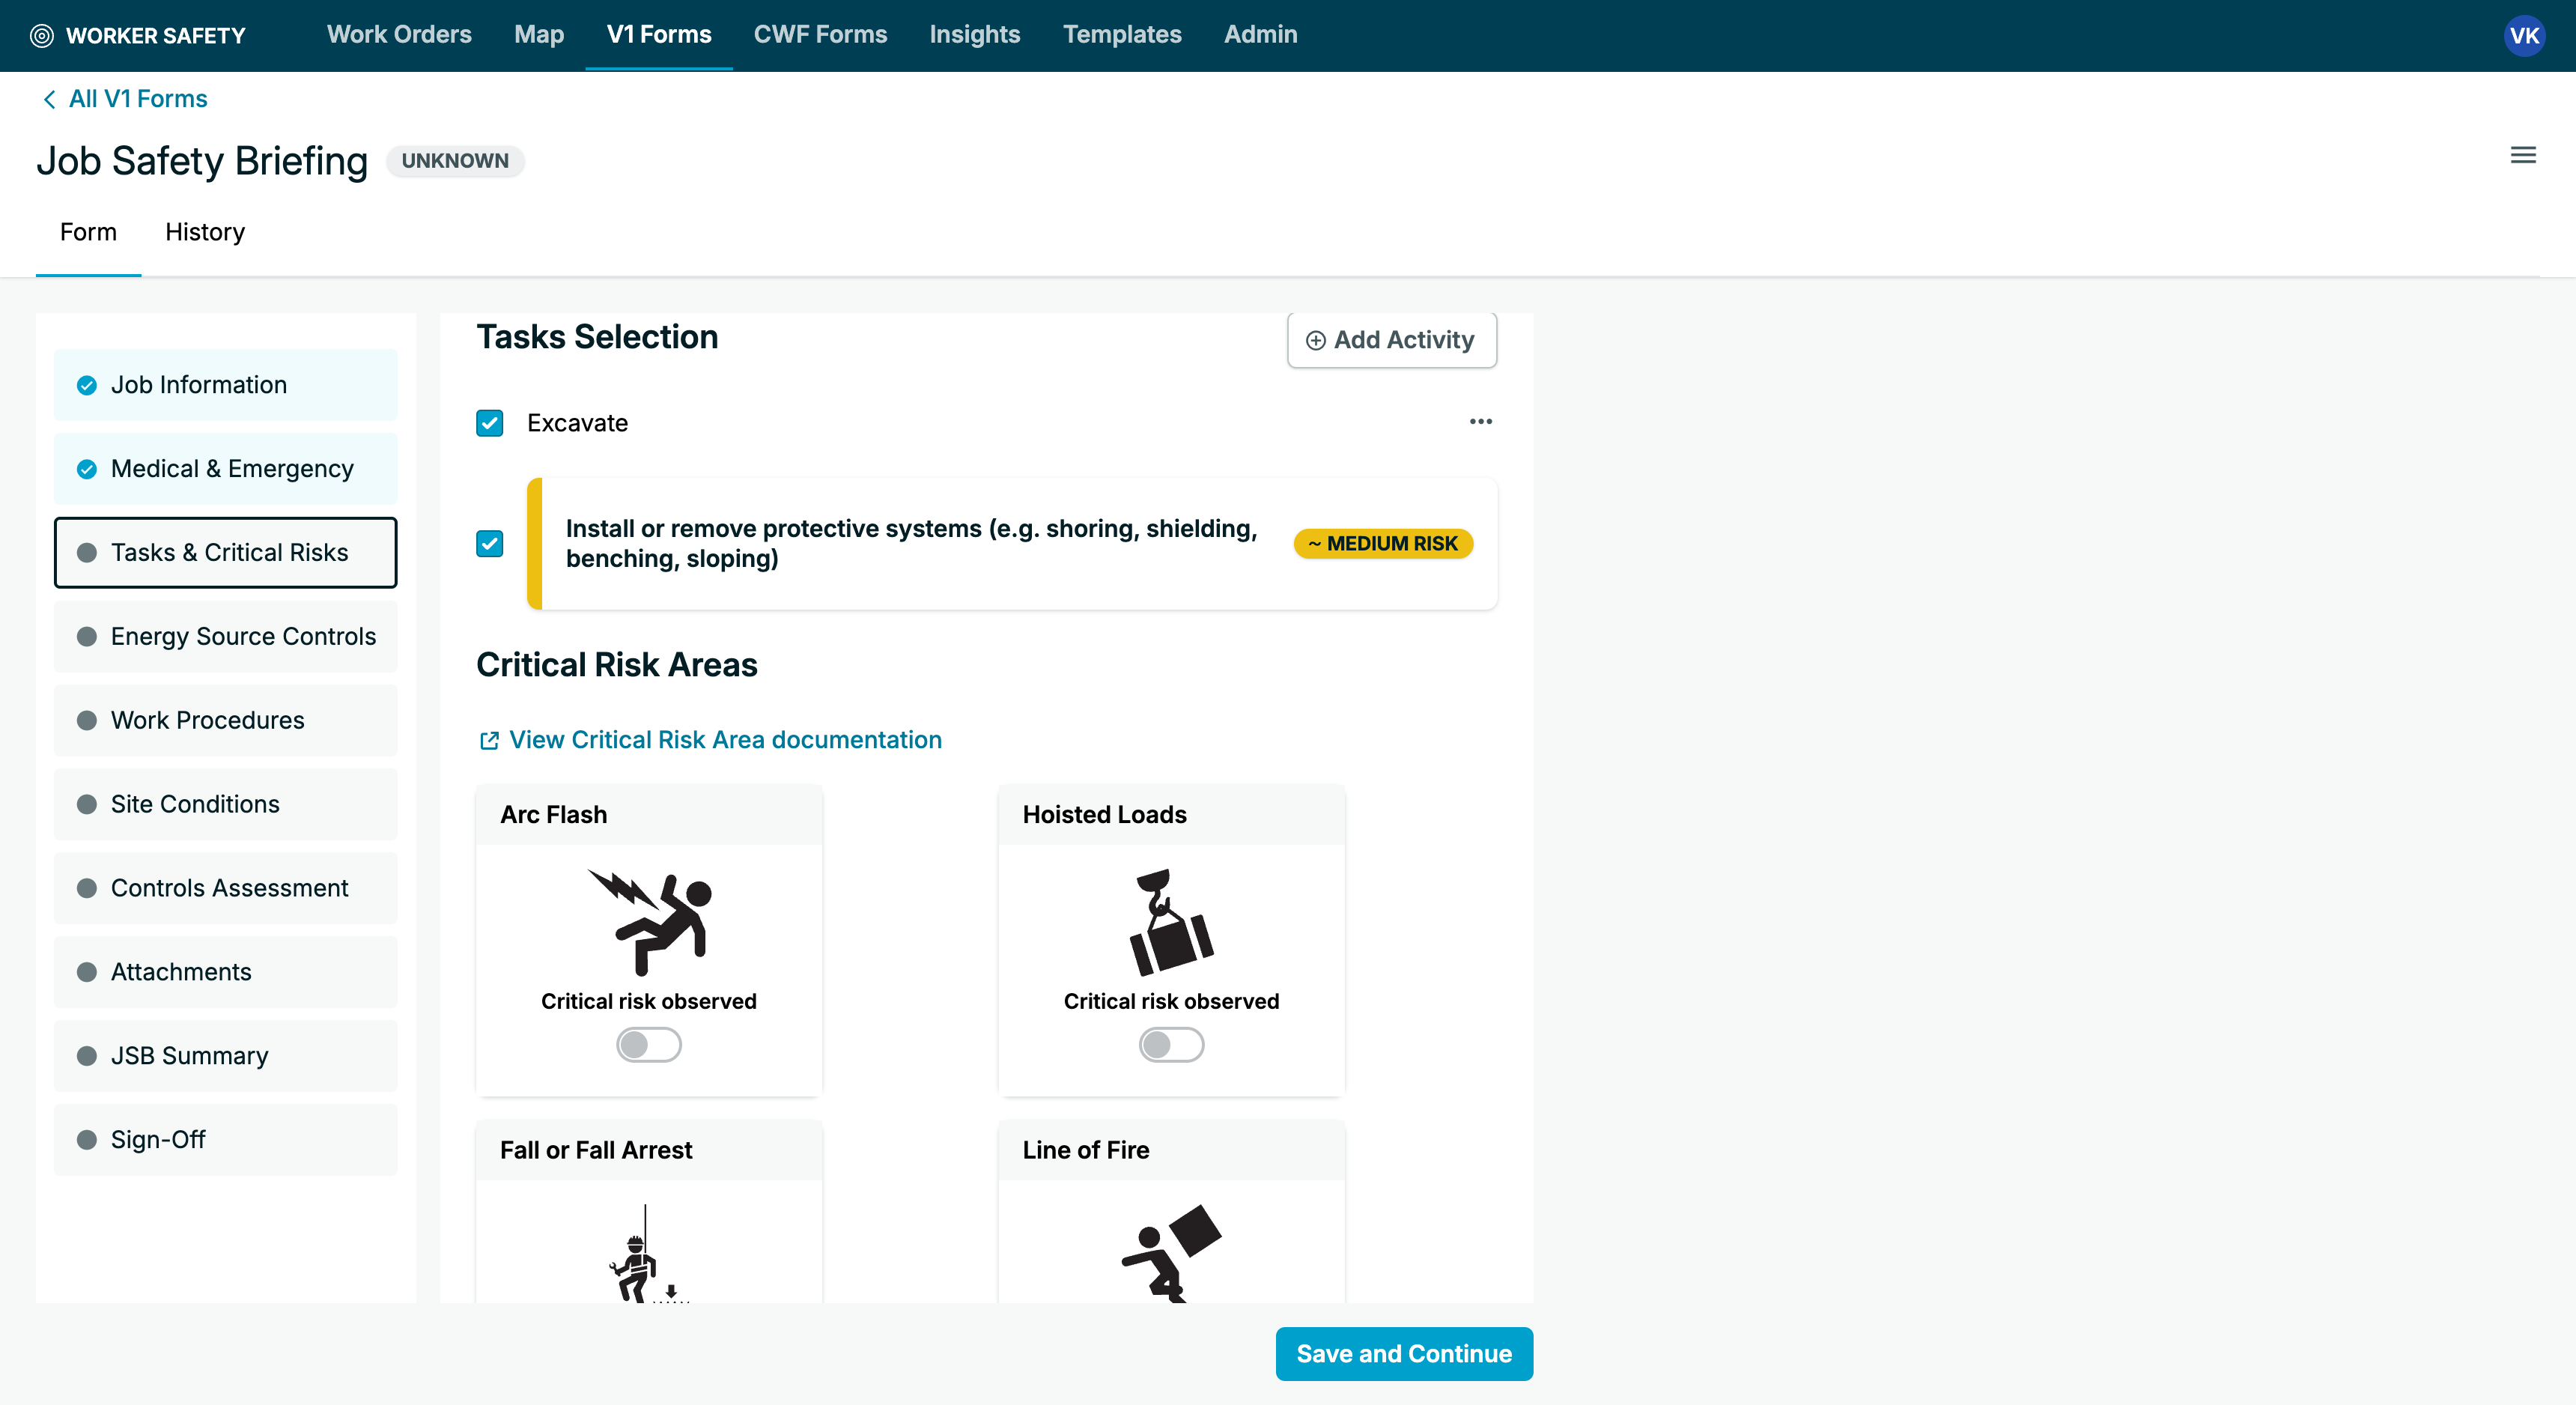 WORKER SAFETY
Work Orders
Map
V1 Forms
CWF Forms
Insights
Templates
Admin
VK
All V1 Forms
Job Safety Briefing
UNKNOWN
Form
History
Job Information
Medical & Emergency
Tasks & Critical Risks
Energy Source Controls
Work Procedures
Site Conditions
Controls Assessment
Attachments
JSB Summary
Sign-Off
Tasks Selection
Add Activity
Excavate
Install or remove protective systems (e.g. shoring, shielding,
benching, sloping)
~ MEDIUM RISK
Critical Risk Areas
View Critical Risk Area documentation
Arc Flash
Critical risk observed
Hoisted Loads
Critical risk observed
Fall or Fall Arrest
Line of Fire
Save and Continue